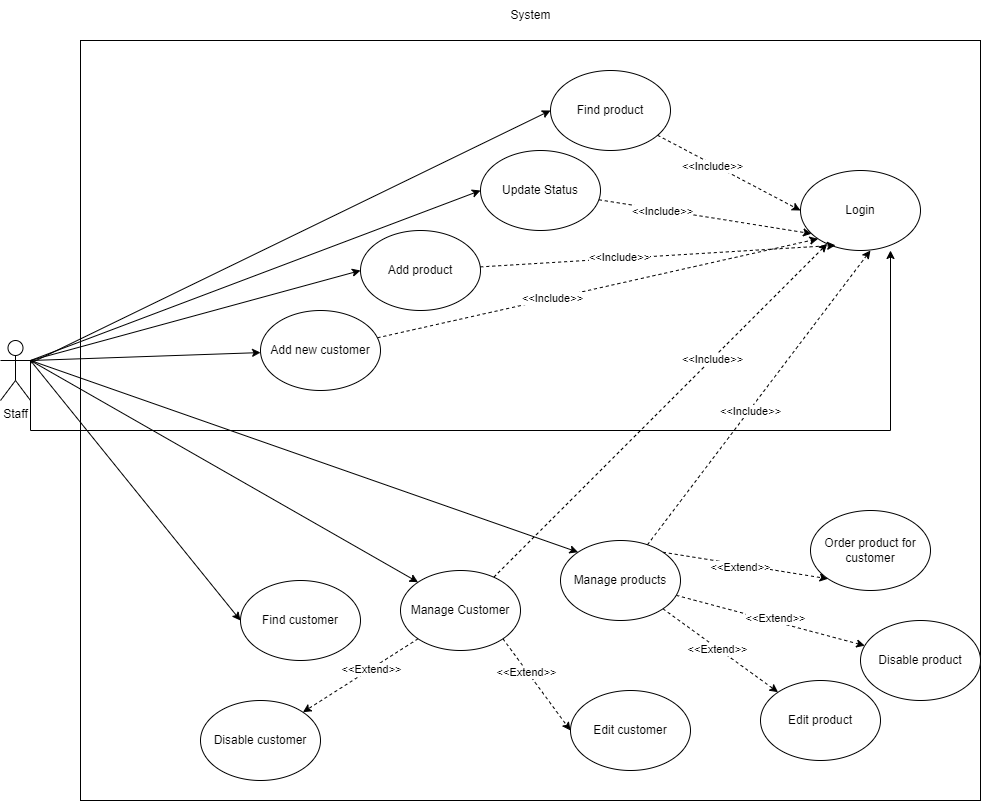 System
Find product
<<Include>>
Update Status
Login
<<Include>>
Add product
<<Include>>
<<Include>>
Add new customer
<<Include>>
Staff
<<Include>>
Order product for
customer
<<Extend>>
Manage products
Manage Customer
Find customer
<<Extend>>
<<Extend>>
Disable product
<<Extend>>
<<Extend>>
Edit product
Edit customer
Disable customer